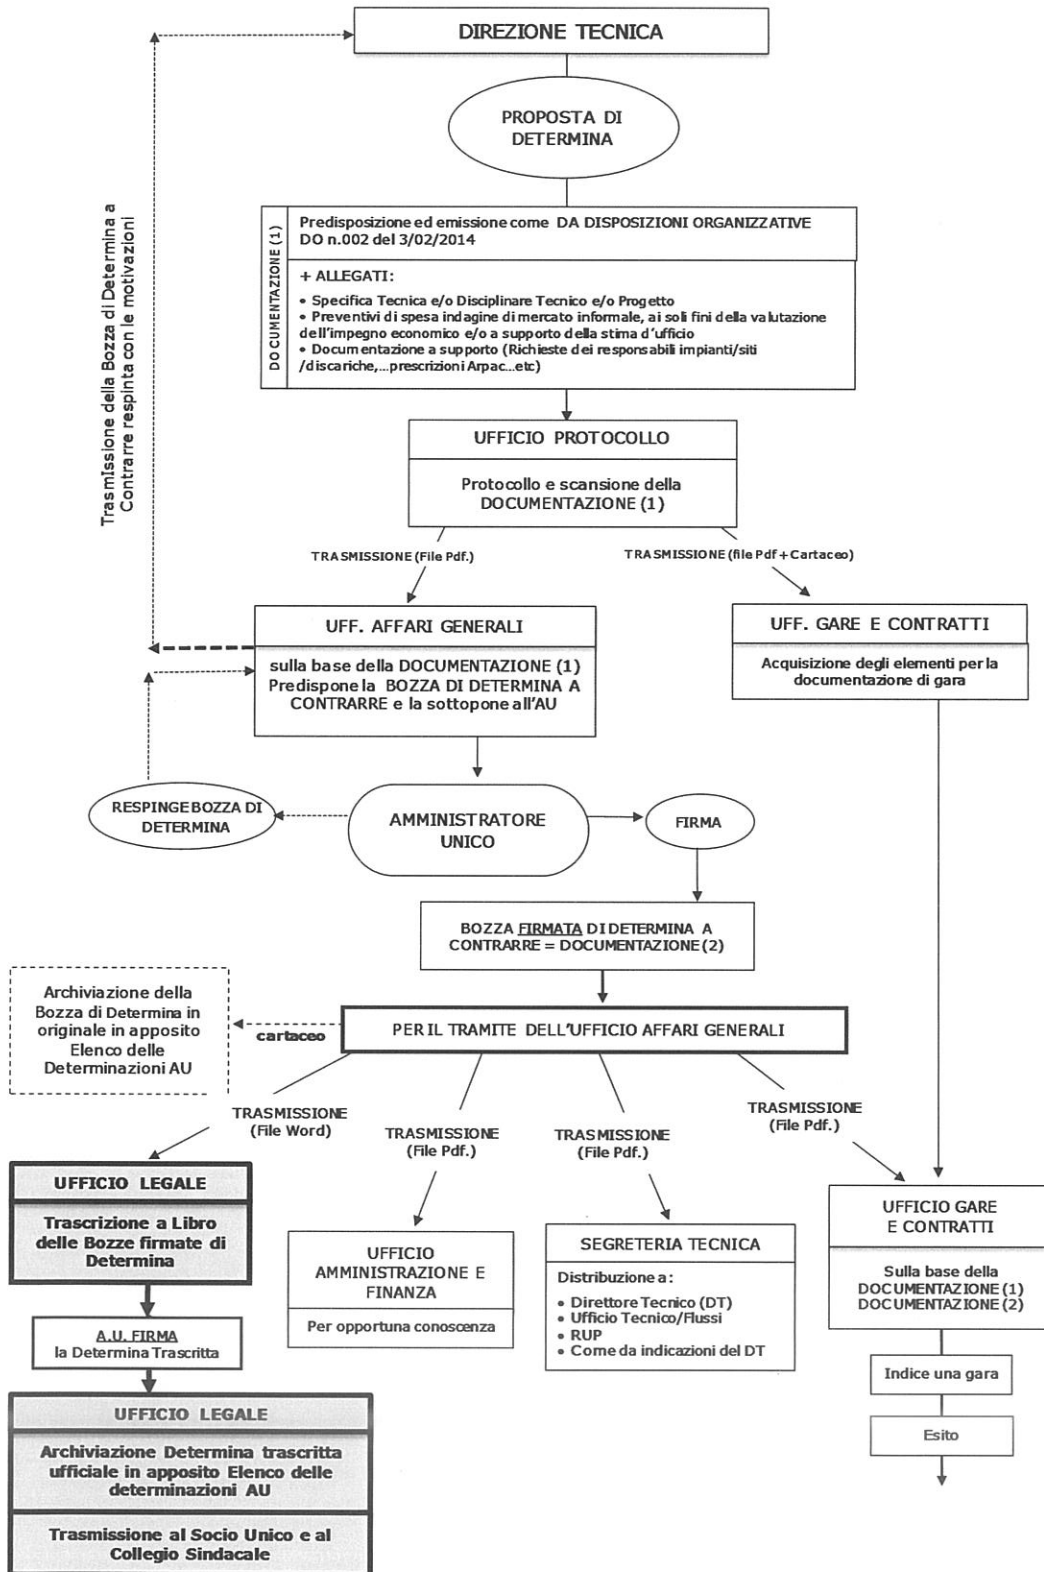 DIREZIONE TECNICA
PROPOSTA DI
DETERMINA
Trasmissione della Bozza di Determina a
Contrarre respinta con le motivazioni
DOCUMENTAZIONE (1)
Predisposizione ed emissione come DA DISPOSIZIONI ORGANIZZATIVE
DO n.002 del 3/02/2014
+ ALLEGATI:
• Specifica Tecnica e/o Disciplinare Tecnico e/o Progetto
• Preventivi di spesa indagine di mercato informale, ai soli fini della valutazione
dell'impegno economico e/o a supporto della stima d'ufficio
• Documentazione a supporto (Richieste dei responsabili impianti/siti
/discariche,...prescrizioni Arpac...etc)
UFFICIO PROTOCOLLO
Protocollo e scansione della
DOCUMENTAZIONE (1)
TRASMISSIONE (File Pdf.)
TRASMISSIONE (file Pdf + Cartaceo)
UFF. AFFARI GENERALI
sulla base della DOCUMENTAZIONE (1)
Predispone la BOZZA DI DETERMINA A
CONTRARRE e la sottopone all'AU
UFF. GARE E CONTRATTI
Acquisizione degli elementi per la
documentazione di gara
RESPINGE BOZZA DI
DETERMINA
AMMINISTRATORE
UNICO
FIRMA
BOZZA FIRMATA DI DETERMINA A
CONTRARRE = DOCUMENTAZIONE (2)
Archiviazione della
Bozza di Determina in
originale in apposito
Elenco delle
Determinazioni AU
cartaceo
PER IL TRAMITE DELL'UFFICIO AFFARI GENERALI
TRASMISSIONE
(File Word)
TRASMISSIONE
(File Pdf.)
TRASMISSIONE
(File Pdf.)
TRASMISSIONE
(File Pdf.)
UFFICIO LEGALE
Trascrizione a Libro
delle Bozze firmate di
Determina
A.U. FIRMA
la Determina Trascritta
UFFICIO LEGALE
Archiviazione Determina trascritta
ufficiale in apposito Elenco delle
determinazioni AU
Trasmissione al Socio Unico e al
Collegio Sindacale
UFFICIO
AMMINISTRAZIONE E
FINANZA
Per opportuna conoscenza
SEGRETERIA TECNICA
Distribuzione a:
• Direttore Tecnico (DT)
• Ufficio Tecnico/Flussi
• RUP
• Come da indicazioni del DT
UFFICIO GARE
E CONTRATTI
Sulla base della
DOCUMENTAZIONE (1)
DOCUMENTAZIONE (2)
Indice una gara
Esito